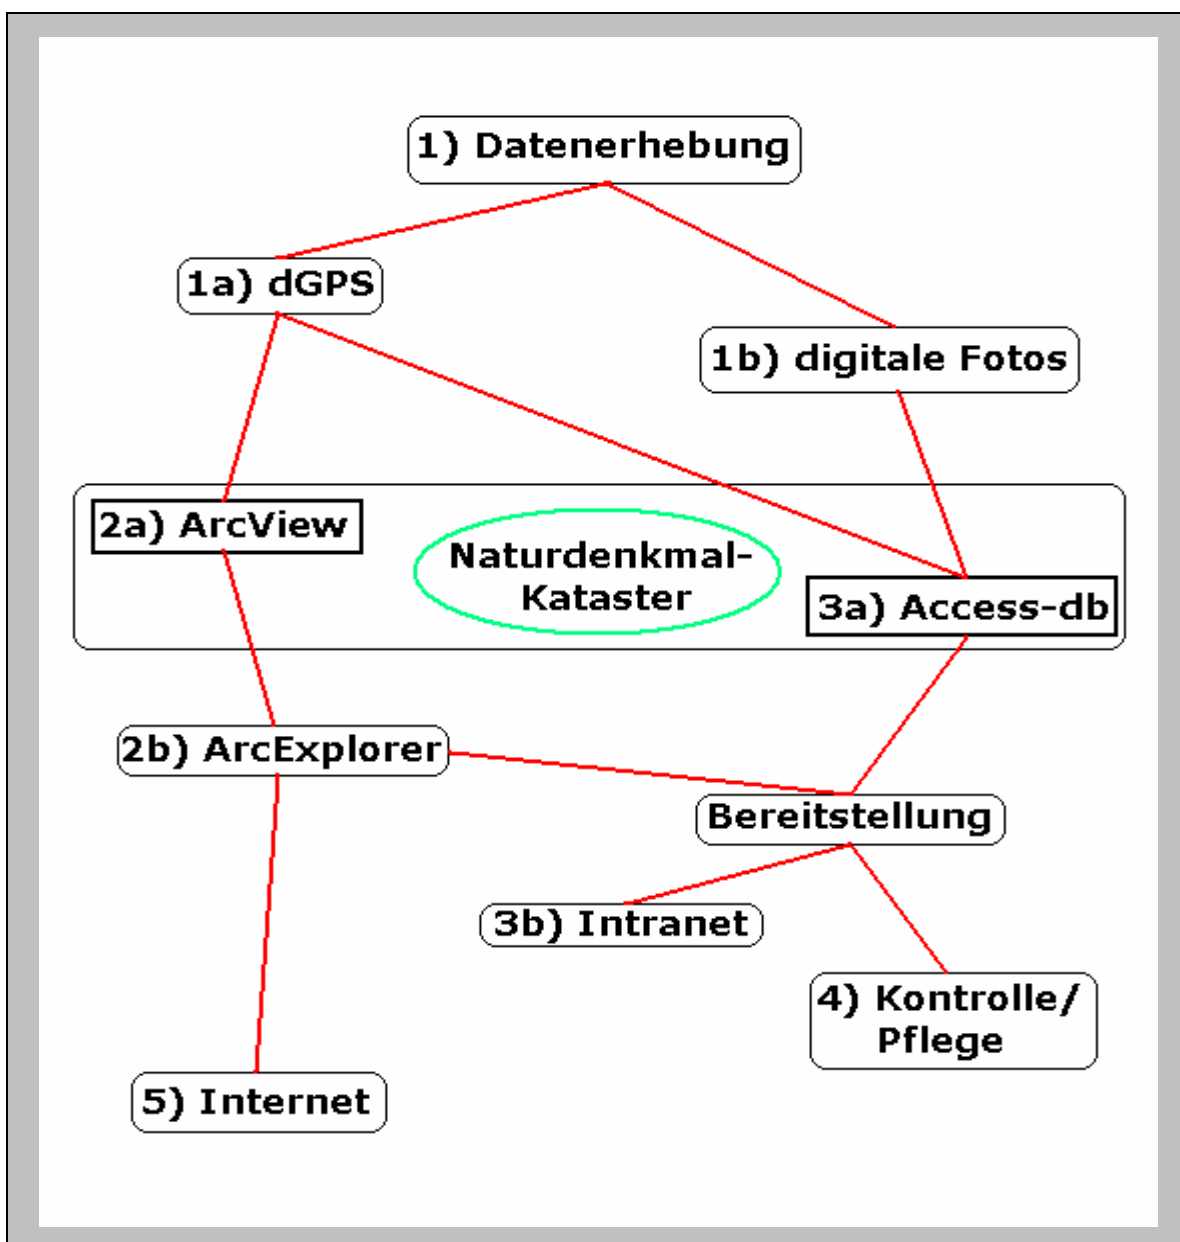 1) Datenerhebung
1a) dGPS
1b) digitale Fotos
2a) ArcView
Naturdenkmal-
Kataster
3a) Access-db
2b) ArcExplorer
Bereitstellung
3b) Intranet
4) Kontrolle/
Pflege
5) Internet